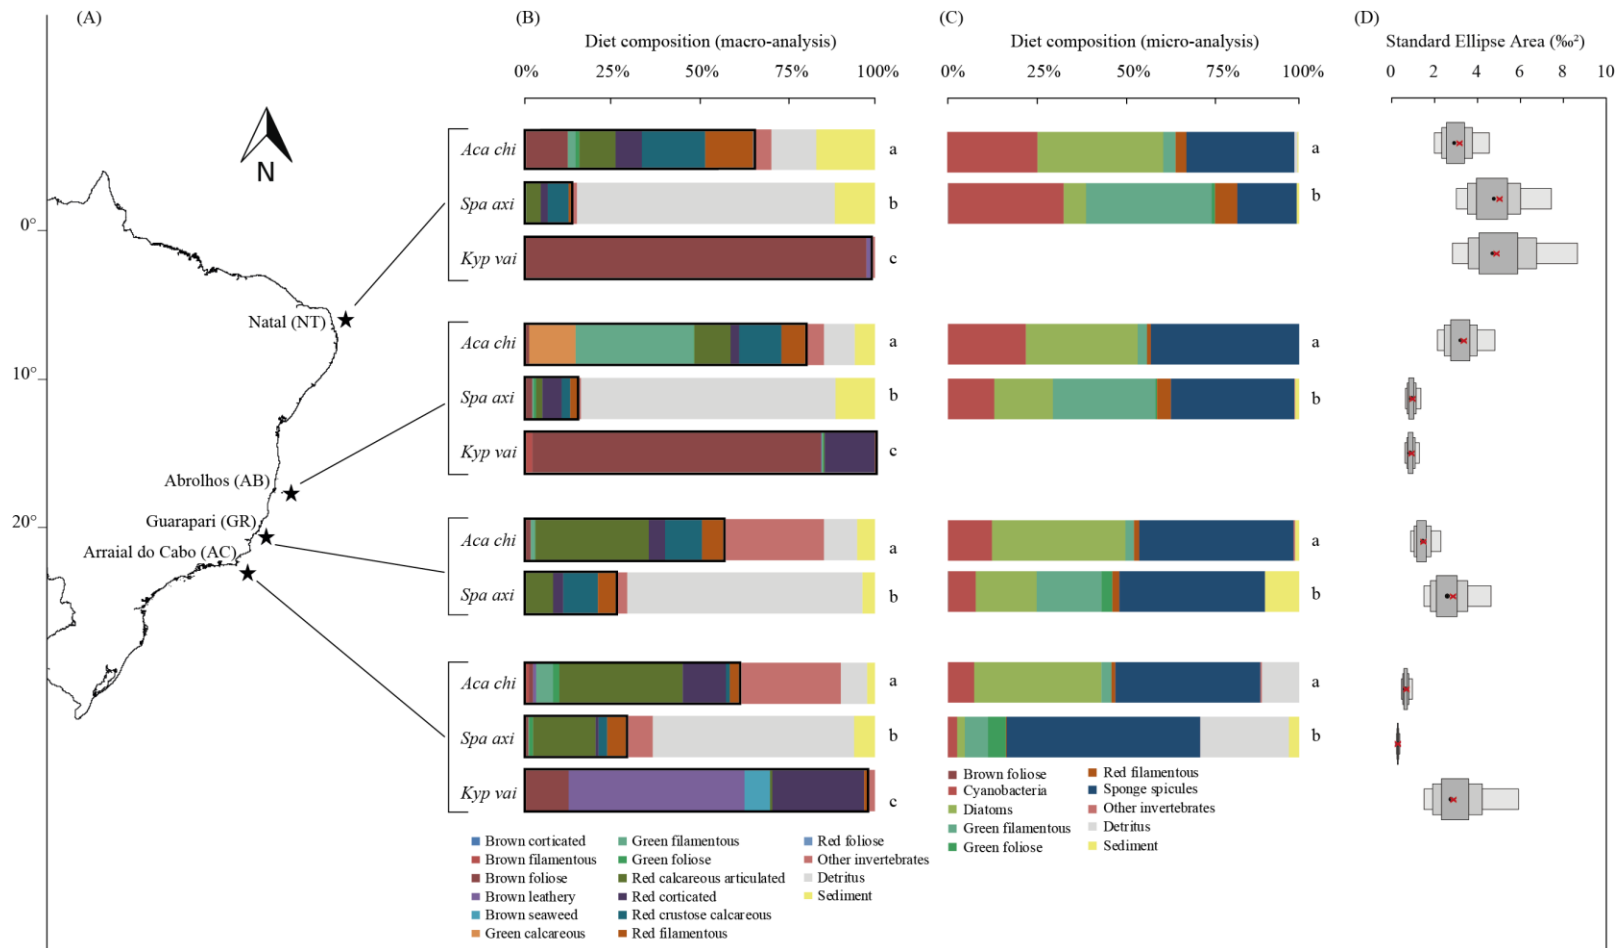 (A)
(B)
(C)
(D)
Diet composition (macro-analysis)
Diet composition (micro-analysis)
Standard Ellipse Area (‰²)
0% 25% 50% 75% 100%
0% 25% 50% 75% 100%
0 2 4 6 8 10
N
0°
10°
20°
Natal (NT)
Abrolhos (AB)
Guarapari (GR)
Arraial do Cabo (AC)
Aca chi a a
Spa axi b b
Kyp vai c
Aca chi a a
Spa axi b b
Kyp vai c
Aca chi a a
Spa axi b b
Aca chi a a
Spa axi b b
Kyp vai c
Brown corticated
Brown filamentous
Brown foliose
Brown leathery
Brown seaweed
Green calcareous
Green filamentous
Green foliose
Red calcareous articulated
Red corticated
Red crustose calcareous
Red filamentous
Red foliose
Other invertebrates
Detritus
Sediment
Brown foliose
Cyanobacteria
Diatoms
Green filamentous
Green foliose
Red filamentous
Sponge spicules
Other invertebrates
Detritus
Sediment